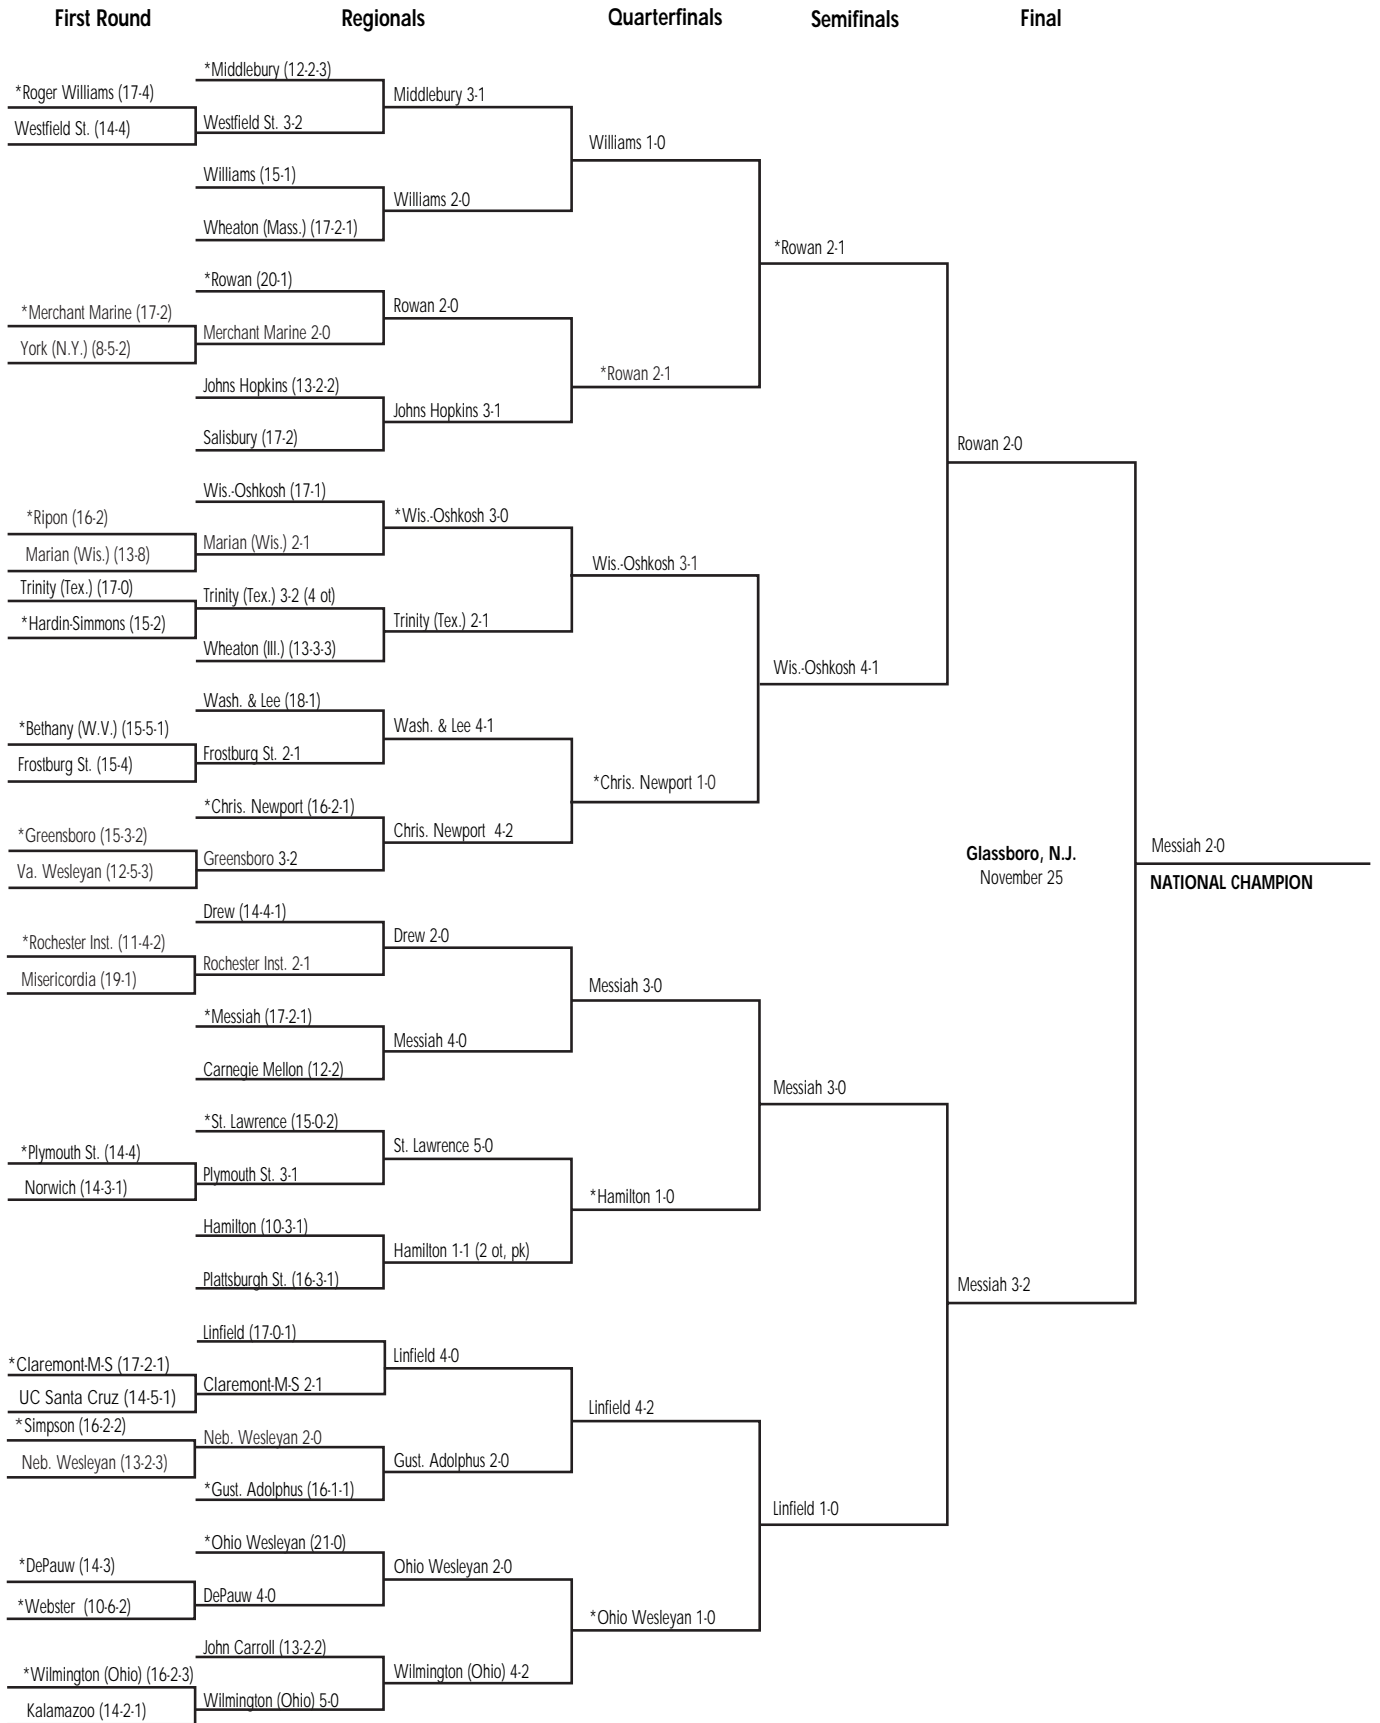 First Round
Regionals
Quarterfinals
Semifinals
Final
*Roger Williams (17-4)
Westfield St. (14-4)
*Merchant Marine (17-2)
York (N.Y.) (8-5-2)
*Ripon (16-2)
Marian (Wis.) (13-8)
Trinity (Tex.) (17-0)
*Hardin-Simmons (15-2)
*Bethany (W.V.) (15-5-1)
Frostburg St. (15-4)
*Greensboro (15-3-2)
Va. Wesleyan (12-5-3)
*Rochester Inst. (11-4-2)
Misericordia (19-1)
*Plymouth St. (14-4)
Norwich (14-3-1)
*Claremont-M-S (17-2-1)
UC Santa Cruz (14-5-1)
*Simpson (16-2-2)
Neb. Wesleyan (13-2-3)
*DePauw (14-3)
*Webster (10-6-2)
*Wilmington (Ohio) (16-2-3)
Kalamazoo (14-2-1)
*Middlebury (12-2-3)
Westfield St. 3-2
Williams (15-1)
Wheaton (Mass.) (17-2-1)
*Rowan (20-1)
Merchant Marine 2-0
Johns Hopkins (13-2-2)
Salisbury (17-2)
Wis.-Oshkosh (17-1)
Marian (Wis.) 2-1
Trinity (Tex.) 3-2 (4 ot)
Wheaton (Ill.) (13-3-3)
Wash. & Lee (18-1)
Frostburg St. 2-1
*Chris. Newport (16-2-1)
Greensboro 3-2
Drew (14-4-1)
Rochester Inst. 2-1
*Messiah (17-2-1)
Carnegie Mellon (12-2)
*St. Lawrence (15-0-2)
Plymouth St. 3-1
Hamilton (10-3-1)
Plattsburgh St. (16-3-1)
Linfield (17-0-1)
Claremont-M-S 2-1
Neb. Wesleyan 2-0
*Gust. Adolphus (16-1-1)
*Ohio Wesleyan (21-0)
DePauw 4-0
John Carroll (13-2-2)
Wilmington (Ohio) 5-0
Middlebury 3-1
Williams 2-0
Rowan 2-0
Johns Hopkins 3-1
*Wis.-Oshkosh 3-0
Trinity (Tex.) 2-1
Wash. & Lee 4-1
Chris. Newport 4-2
Drew 2-0
Messiah 4-0
St. Lawrence 5-0
Hamilton 1-1 (2 ot, pk)
Linfield 4-0
Gust. Adolphus 2-0
Ohio Wesleyan 2-0
Wilmington (Ohio) 4-2
Williams 1-0
*Rowan 2-1
Wis.-Oshkosh 3-1
*Chris. Newport 1-0
Messiah 3-0
*Hamilton 1-0
Linfield 4-2
*Ohio Wesleyan 1-0
*Rowan 2-1
Wis.-Oshkosh 4-1
Messiah 3-0
Linfield 1-0
Rowan 2-0
Messiah 3-2
Glassboro, N.J.
November 25
Messiah 2-0
NATIONAL CHAMPION